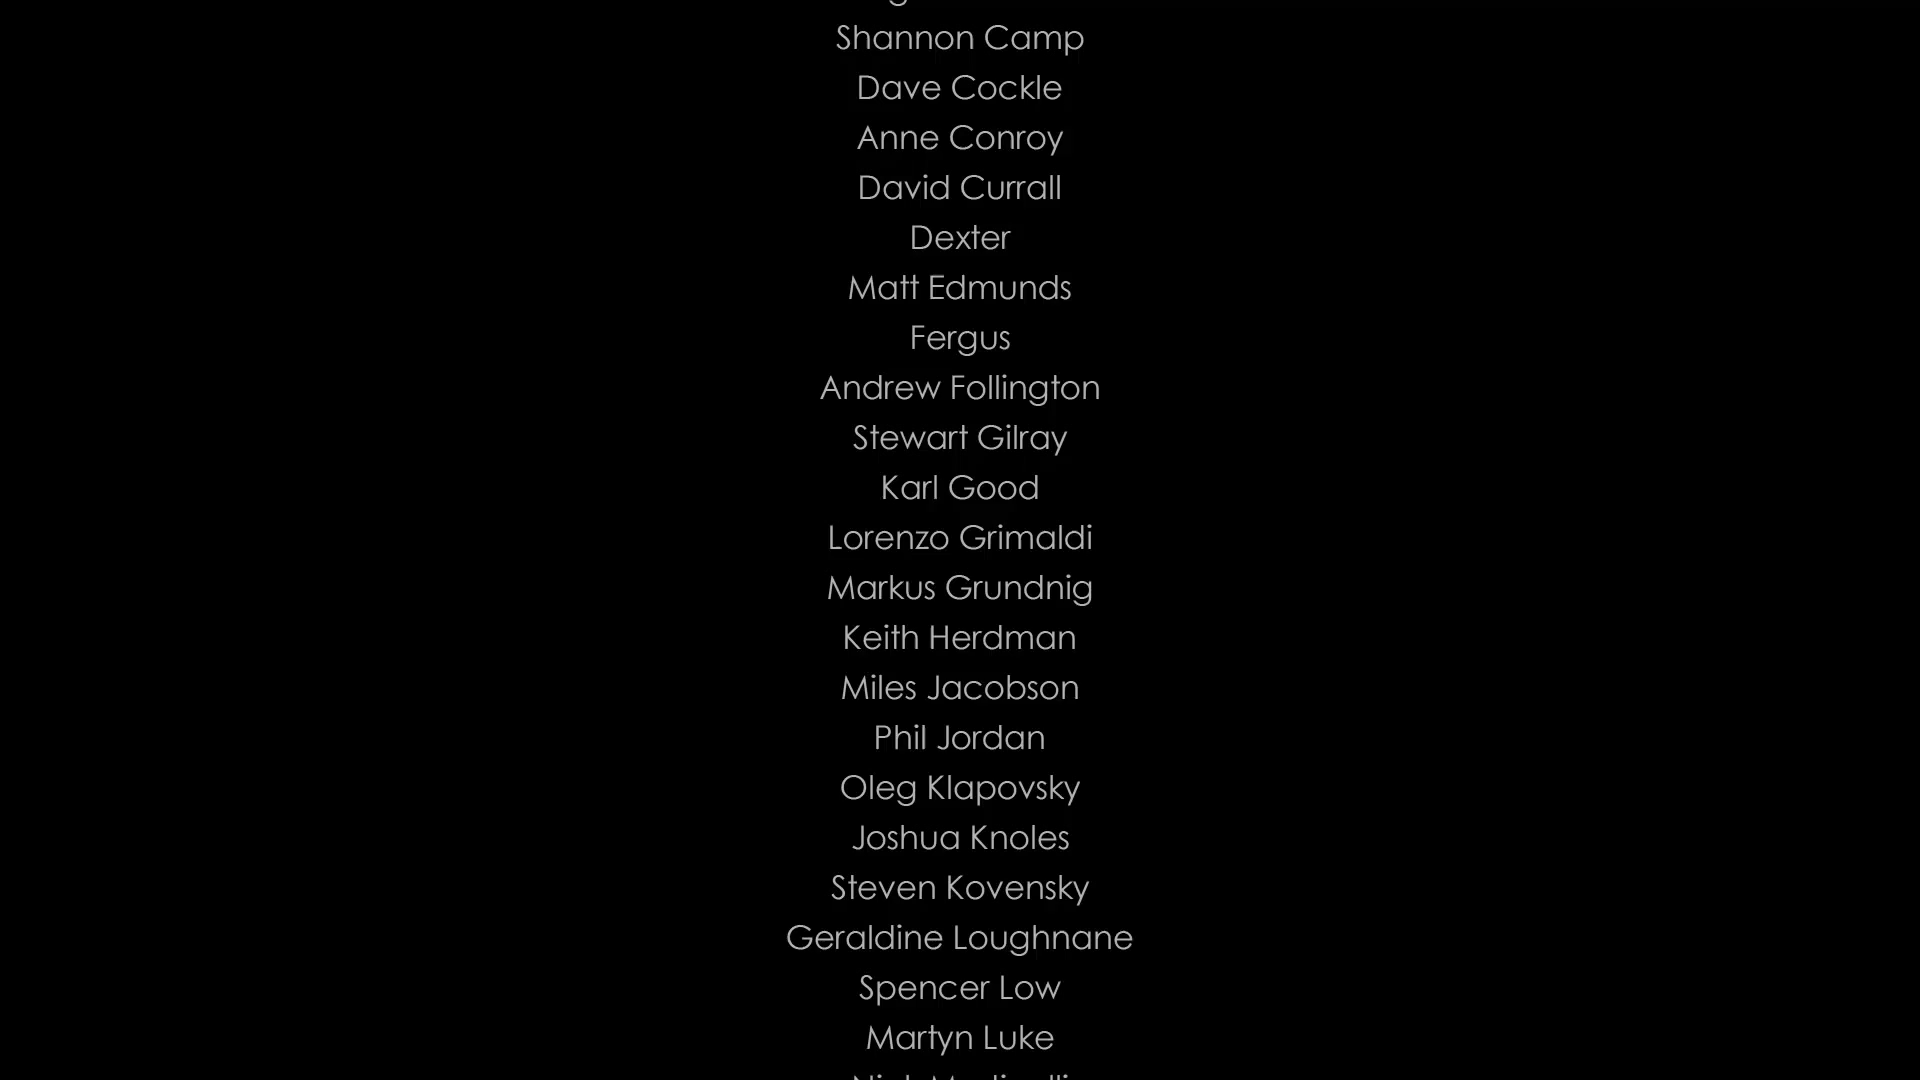 Shannon Camp
Dave Cockle
Anne Conroy
David Currall
Dexter
Matt Edmunds
Fergus
Andrew Follington
Stewart Gilray
Karl Good
Lorenzo Grimaldi
Markus Grundnig
Keith Herdman
Miles Jacobson
Phil Jordan
Oleg Klapovsky
Joshua Knoles
Steven Kovensky
Geraldine Loughnane
Spencer Low
Martyn Luke